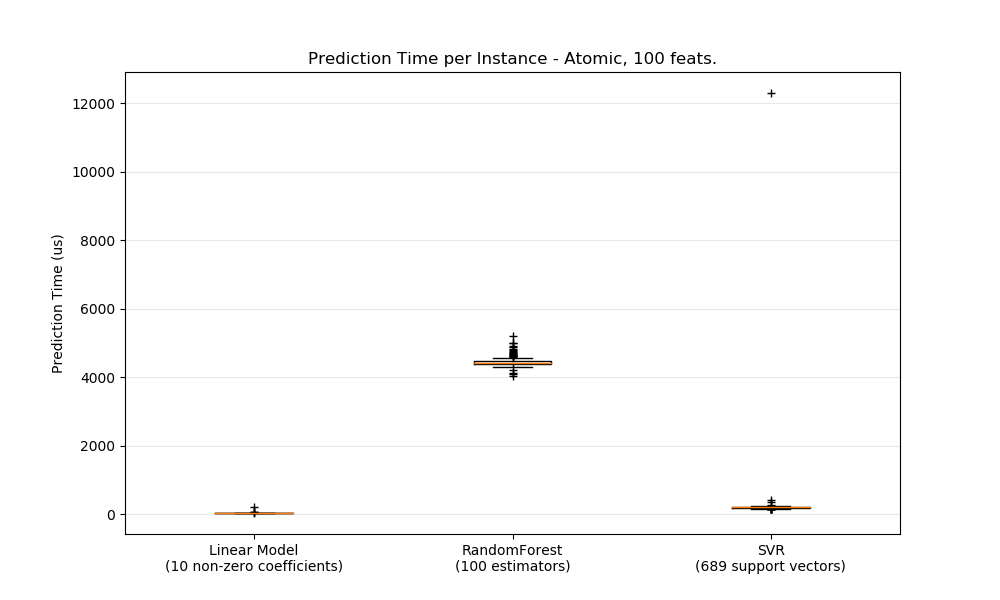 Prediction Time per Instance - Atomic, 100 feats.
Prediction Time (us)
12000
10000
8000
6000
4000
2000
0
Linear Model
(10 non-zero coefficients)
RandomForest
(100 estimators)
SVR
(689 support vectors)